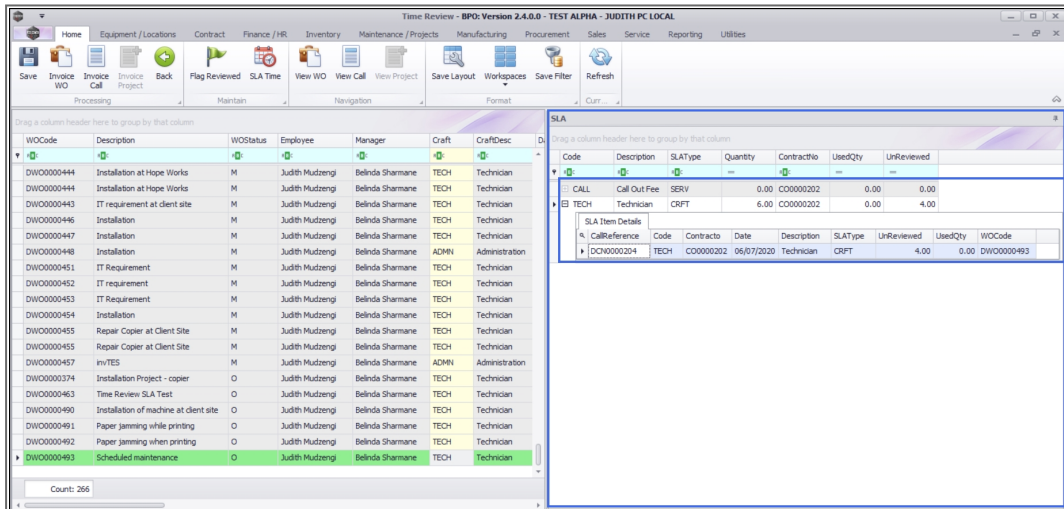 Time Review - BPO: Version 2.4.0.0 - TEST ALPHA - JUDITH PC LOCAL
Home Equipment / Locations Contract Finance / HR Inventory Maintenance / Projects Manufacturing Procurement Sales Service Reporting Utilities
Save Invoice WO Invoice Call Invoice Project Back Flag Reviewed SLA Time View WO View Call View Project Save Layout Workspaces Save Filter Refresh
Processing Maintain Navigation Format Curr...
Drag a column header here to group by that column
WOCode Description WOStatus Employee Manager Craft CraftDesc
DWO0000444 Installation at Hope Works M Judith Mudzengi Belinda Sharmane TECH Technician
DWO0000444 Installation at Hope Works M Judith Mudzengi Belinda Sharmane TECH Technician
DWO0000443 IT requirement at client site M Judith Mudzengi Belinda Sharmane TECH Technician
DWO0000446 Installation M Judith Mudzengi Belinda Sharmane TECH Technician
DWO0000447 Installation M Judith Mudzengi Belinda Sharmane TECH Technician
DWO0000448 Installation M Judith Mudzengi Belinda Sharmane ADMN Administration
DWO0000451 IT Requirement M Judith Mudzengi Belinda Sharmane TECH Technician
DWO0000452 IT requirement M Judith Mudzengi Belinda Sharmane TECH Technician
DWO0000453 IT Requirement M Judith Mudzengi Belinda Sharmane TECH Technician
DWO0000454 Installation M Judith Mudzengi Belinda Sharmane TECH Technician
DWO0000455 Repair Copier at Client Site M Judith Mudzengi Belinda Sharmane TECH Technician
DWO0000455 Repair Copier at Client Site M Judith Mudzengi Belinda Sharmane TECH Technician
DWO0000457 invTES M Judith Mudzengi Belinda Sharmane ADMN Administration
DWO0000374 Installation Project - copier O Judith Mudzengi Belinda Sharmane TECH Technician
DWO0000463 Time Review SLA Test O Judith Mudzengi Belinda Sharmane TECH Technician
DWO0000490 Installation of machine at client site O Judith Mudzengi Belinda Sharmane TECH Technician
DWO0000491 Paper jamming while printing O Judith Mudzengi Belinda Sharmane TECH Technician
DWO0000492 Paper jamming when printing O Judith Mudzengi Belinda Sharmane TECH Technician
DWO0000493 Scheduled maintenance O Judith Mudzengi Belinda Sharmane TECH Technician
Count: 266
SLA
Drag a column header here to group by that column
Code Description SLAType Quantity ContractNo UsedQty UnReviewed
CALL Call Out Fee SERV 0.00 CO0000202 0.00 0.00
TECH Technician CRFT 6.00 CO0000202 0.00 4.00
SLA Item Details
CallReference Code Contracto Date Description SLAType UnReviewed UsedQty WOCode
DCN0000204 TECH CO0000202 06/07/2020 Technician CRFT 4.00 0.00 DWO0000493